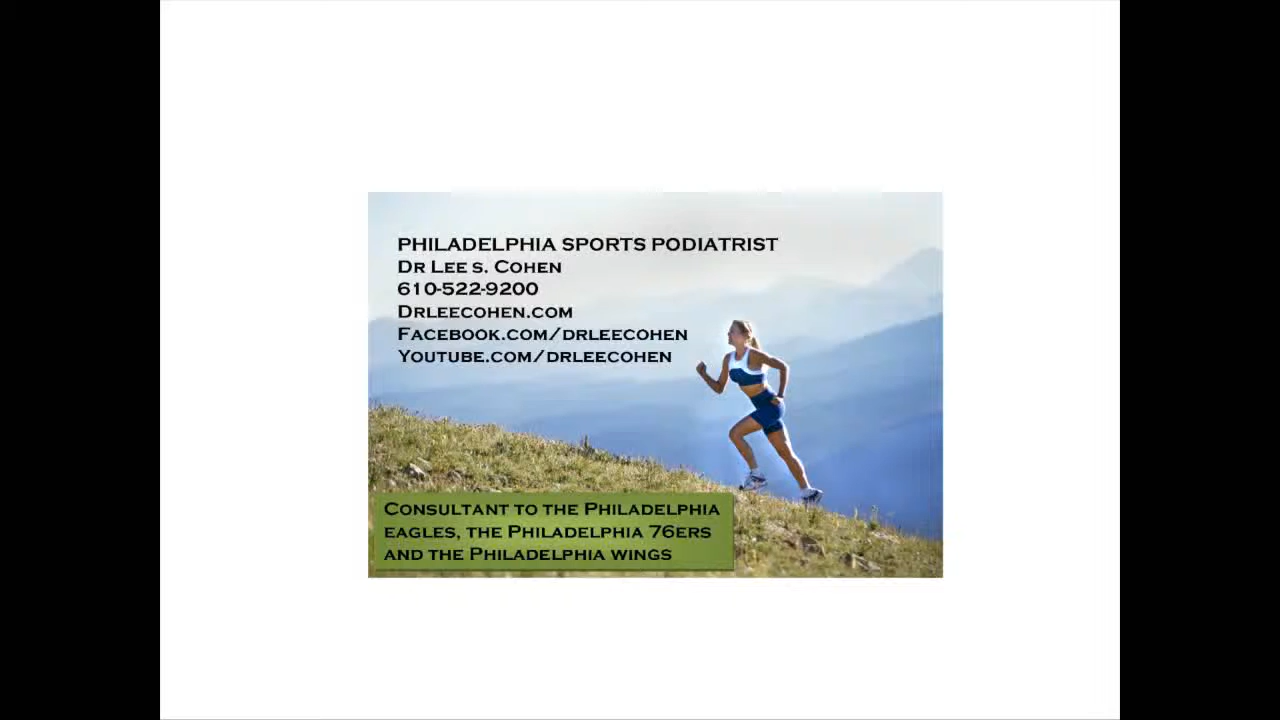 PHILADELPHIA SPORTS PODIATRIST
Dr Lee s. Cohen
610-522-9200
Drleecohen.com
Facebook.com/drleecohen
Youtube.com/drleecohen
Consultant to the Philadelphia
eagles, the Philadelphia 76ers
and the Philadelphia wings